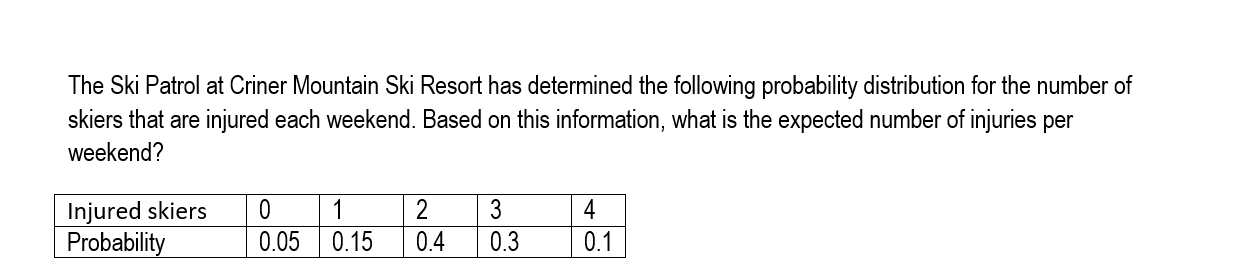 The Ski Patrol at Criner Mountain Ski Resort has determined the following probability distribution for the number of
skiers that are injured each weekend. Based on this information, what is the expected number of injuries per
weekend?
Injured skiers 0 1 2 3 4
Probability 0.05 0.15 0.4 0.3 0.1